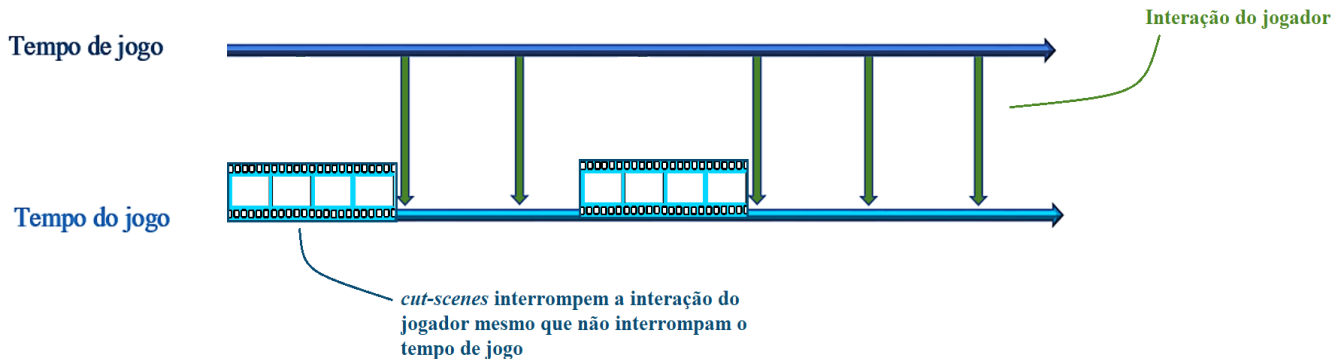 Interação do jogador
Tempo de jogo
Tempo do jogo
cut-scenes interrompem a interação do
jogador mesmo que não interrompam o
tempo de jogo